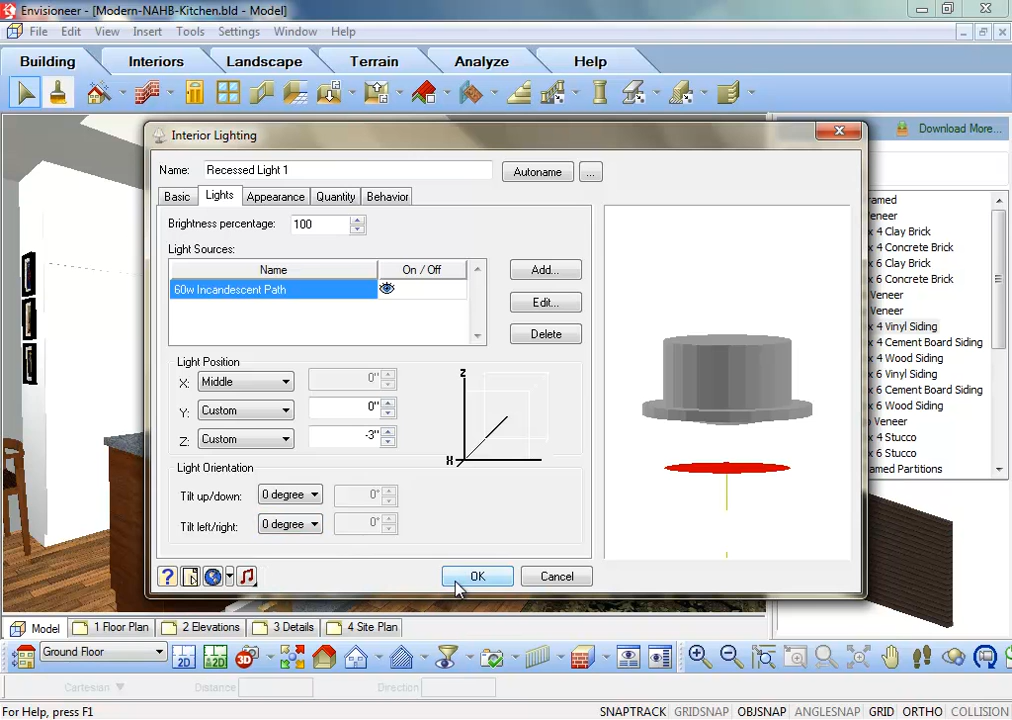 Envisioneer - [Modern-NAHB-Kitchen.bld - Model]
File Edit View Insert Tools Settings Window Help
Building Interiors Landscape Terrain Analyze Help
Download More...
Interior Lighting
Name: Recessed Light 1 Autoname ...
Basic Lights Appearance Quantity Behavior
Brightness percentage: 100
Light Sources:
Name On / Off
60w Incandescent Path
Add...
Edit...
Delete
Light Position
X: Middle 0"
Y: Custom 0"
Z: Custom -3"
Z
X
Light Orientation
Tilt up/down: 0 degree 0°
Tilt left/right: 0 degree 0°
OK Cancel
ramed
eneer
x 4 Clay Brick
x 4 Concrete Brick
x 6 Clay Brick
x 6 Concrete Brick
Veneer
Veneer
x 4 Vinyl Siding
x 4 Cement Board Siding
x 4 Wood Siding
x 6 Vinyl Siding
x 6 Cement Board Siding
x 6 Wood Siding
o Veneer
x 4 Stucco
x 6 Stucco
amed Partitions
Model 1 Floor Plan 2 Elevations 3 Details 4 Site Plan
Ground Floor 2D 2D 3D
Cartesian Distance Direction
For Help, press F1 SNAPTRACK GRIDSNAP OBJSNAP ANGLESNAP GRID ORTHO COLLISION